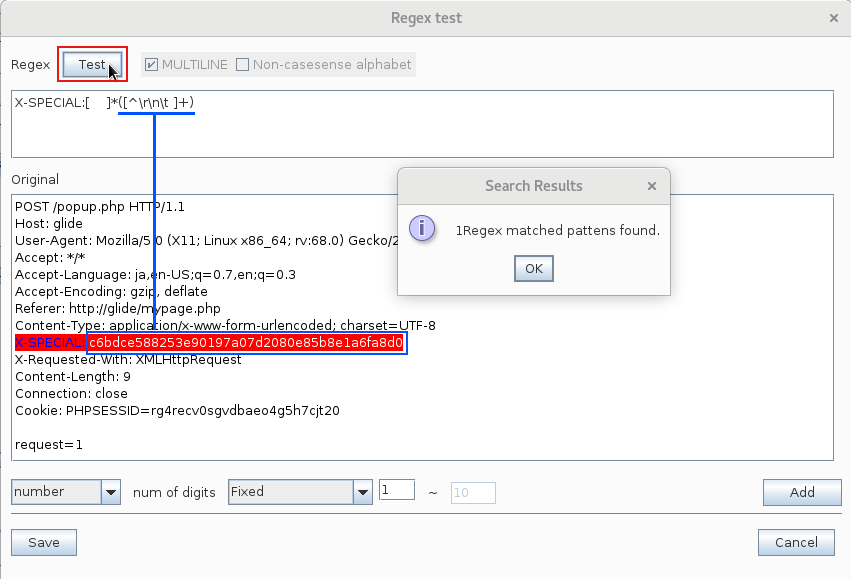 Regex test
Regex Test MULTILINE Non-casesense alphabet
X-SPECIAL:[    ]*([^\r\n\t ]+)
Original
Search Results
1Regex matched pattens found.
OK
POST /popup.php HTTP/1.1
Host: glide
User-Agent: Mozilla/5.0 (X11; Linux x86_64; rv:68.0) Gecko/2
Accept: */*
Accept-Language: ja,en-US;q=0.7,en;q=0.3
Accept-Encoding: gzip, deflate
Referer: http://glide/mypage.php
Content-Type: application/x-www-form-urlencoded; charset=UTF-8
X-SPECIAL:c6bdce588253e90197a07d2080e85b8e1a6fa8d0
X-Requested-With: XMLHttpRequest
Content-Length: 9
Connection: close
Cookie: PHPSESSID=rg4recv0sgvdbaeo4g5h7cjt20
request=1
number num of digits Fixed 1 ~ 10 Add
Save Cancel